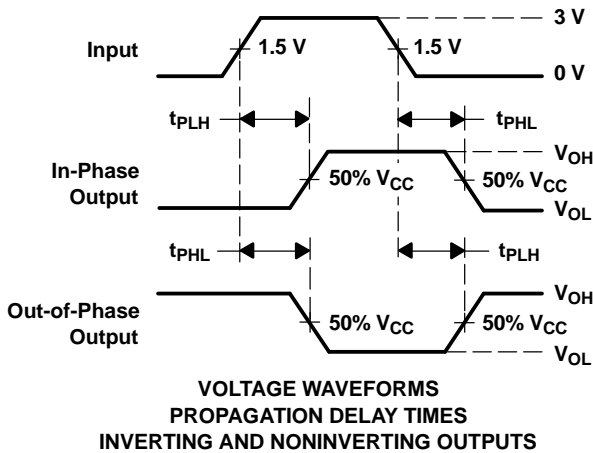 3 V
Input
1.5 V
1.5 V
0 V
tPLH
tPHL
VOH
In-Phase
Output
50% VCC
50% VCC
VOL
tPHL
tPLH
VOH
Out-of-Phase
Output
50% VCC
50% VCC
VOL
VOLTAGE WAVEFORMS
PROPAGATION DELAY TIMES
INVERTING AND NONINVERTING OUTPUTS